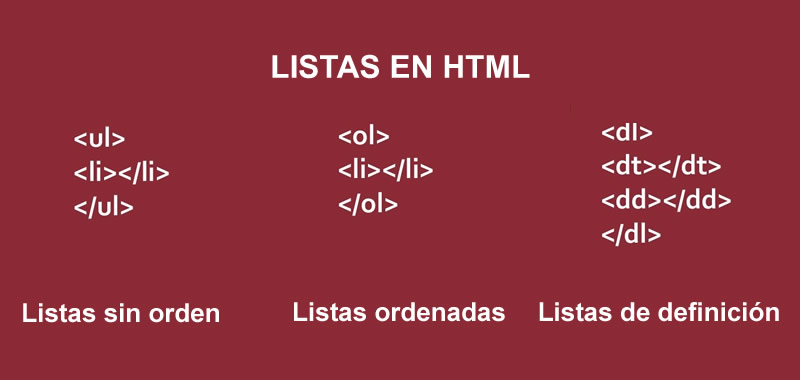 LISTAS EN HTML
<ul>
<li></li>
</ul>
Listas sin orden
<ol>
<li></li>
</ol>
Listas ordenadas
<dl>
<dt></dt>
<dd></dd>
</dl>
Listas de definición